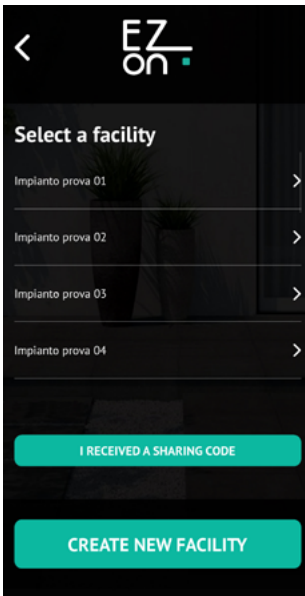 EZ
on
Select a facility
Impianto prova 01
Impianto prova 02
Impianto prova 03
Impianto prova 04
I RECEIVED A SHARING CODE
CREATE NEW FACILITY